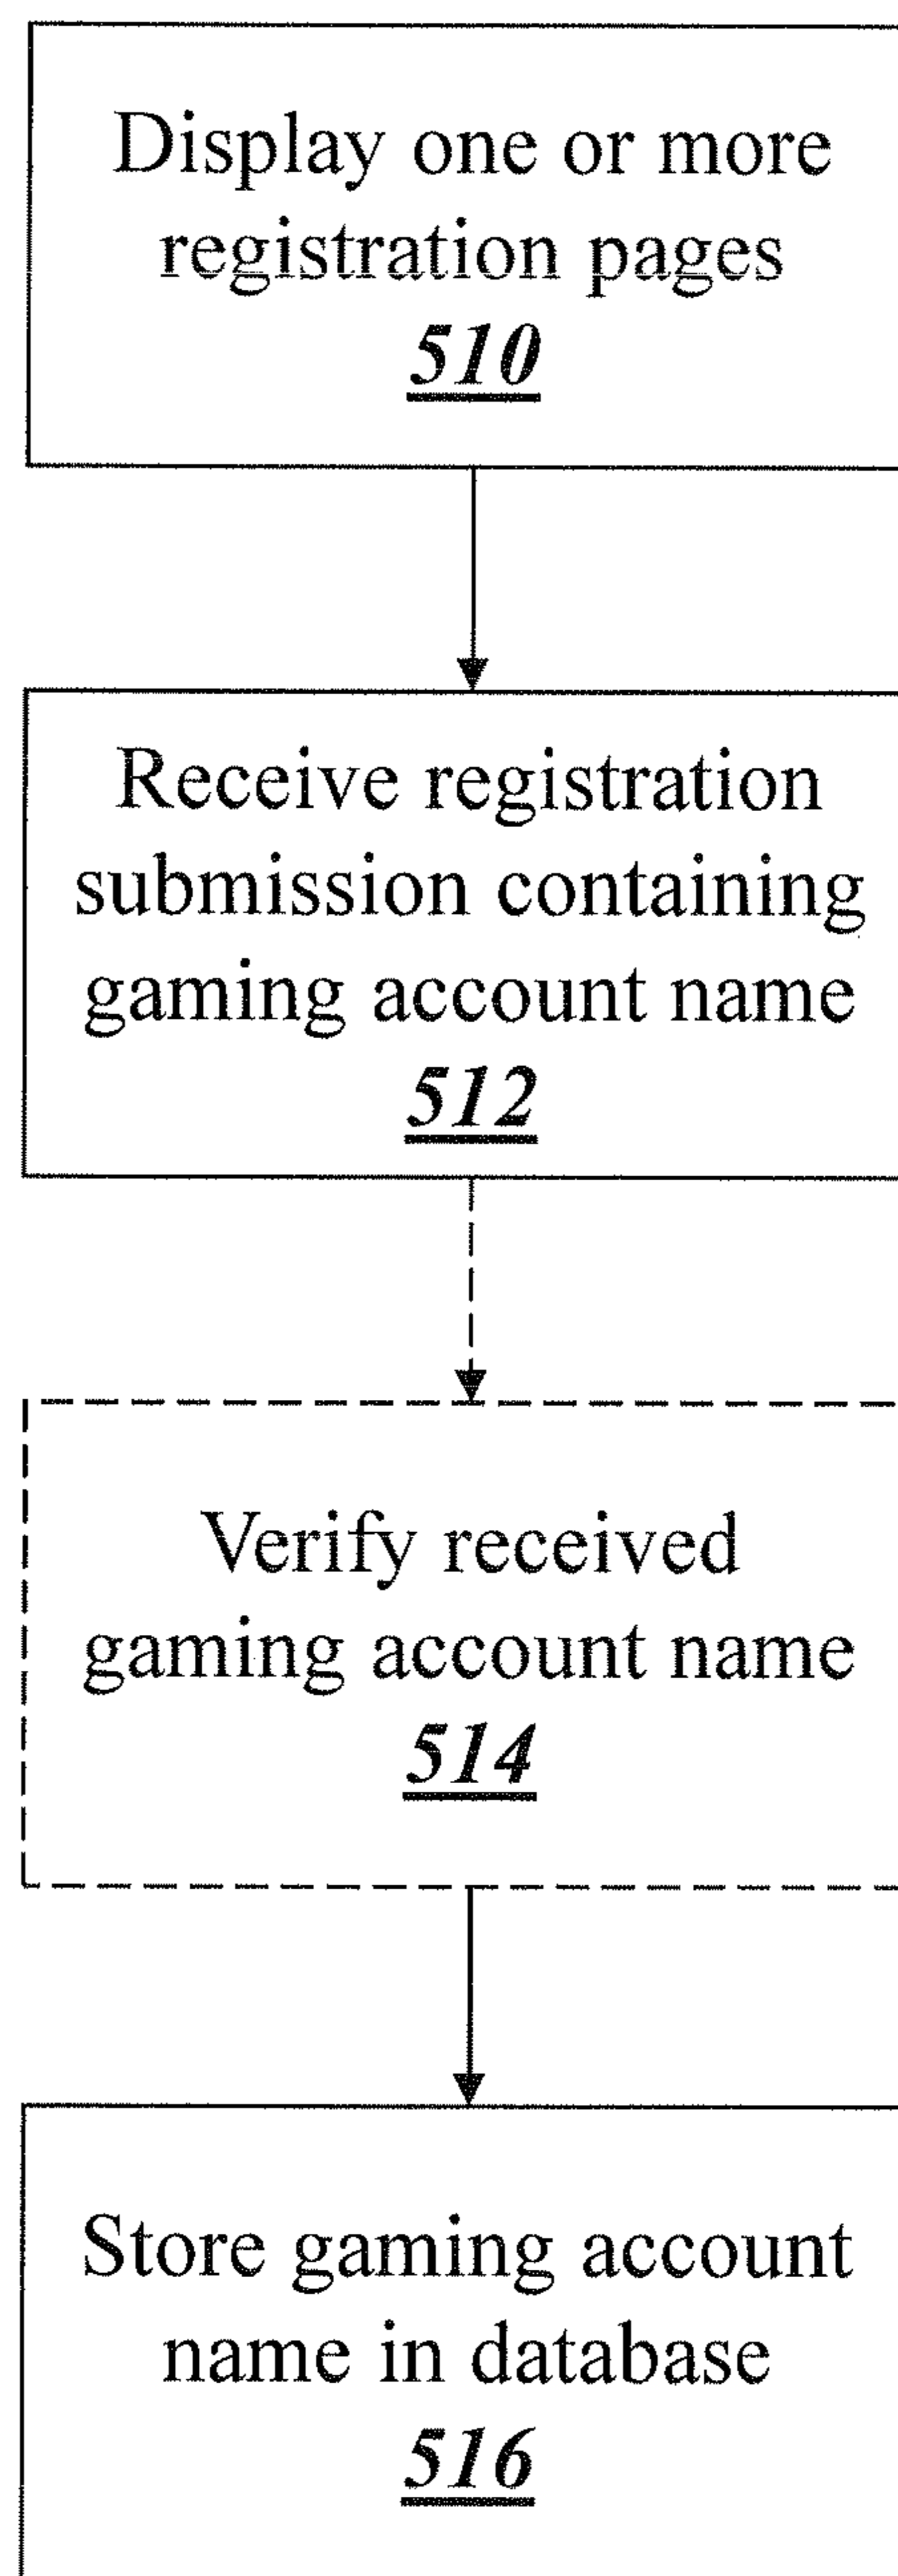 Display one or more
registration pages
510
Receive registration
submission containing
gaming account name
512
Verify received
gaming account name
514
Store gaming account
name in database
516